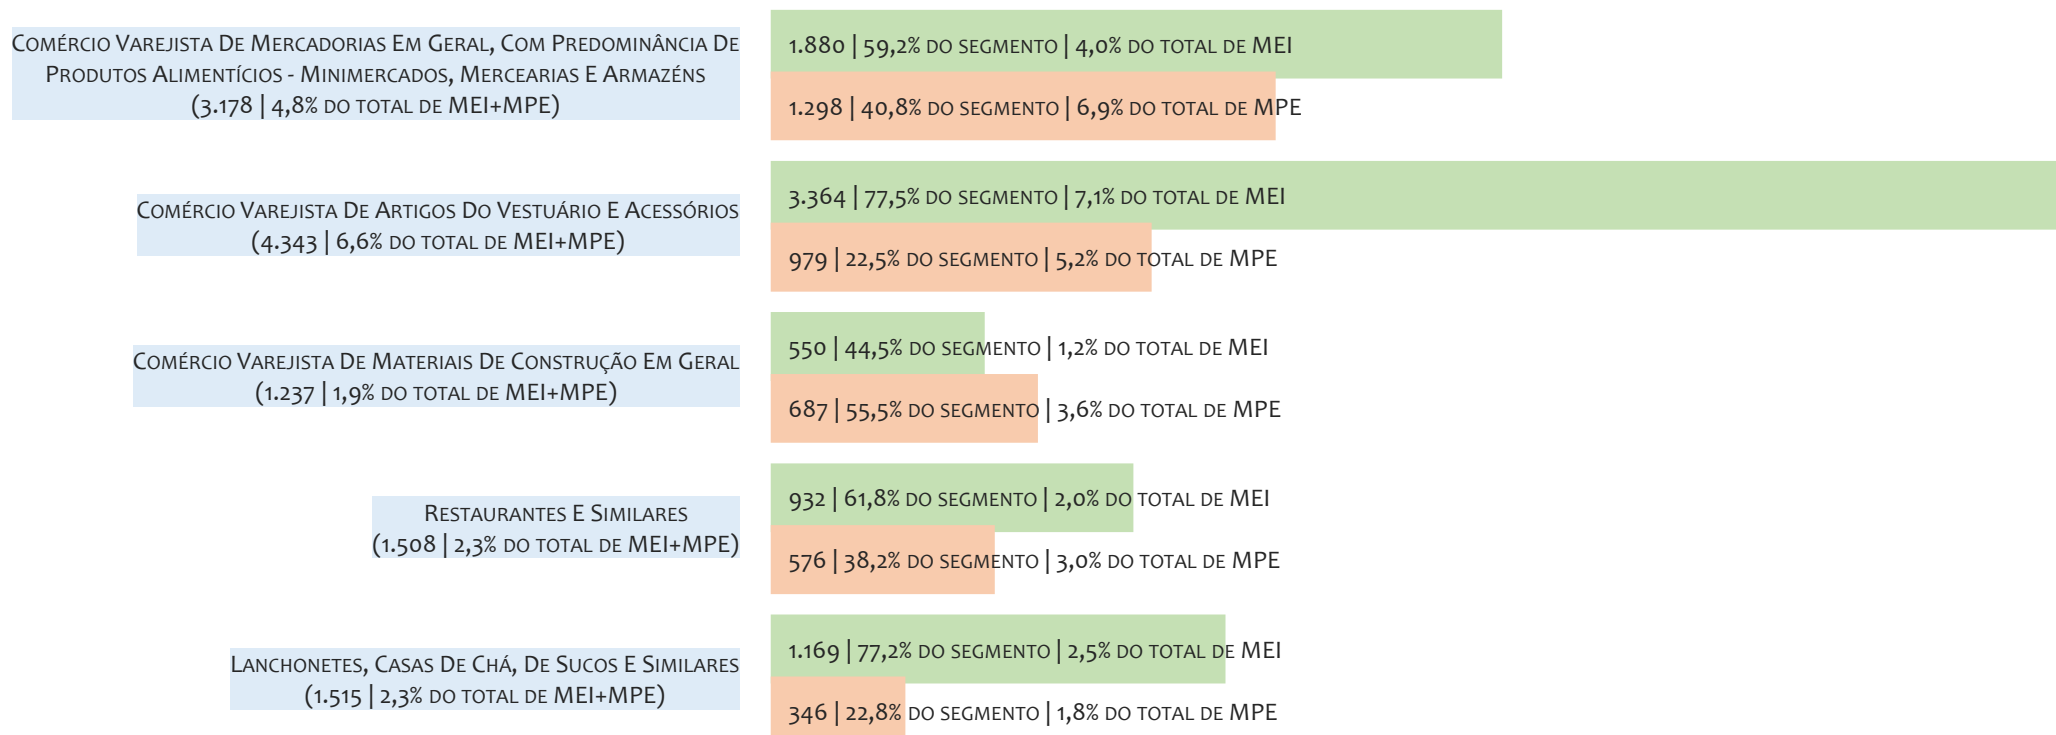 Comércio Varejista De Mercadorias Em Geral, Com Predominância De
Produtos Alimentícios - Minimercados, Mercearias E Armazéns
(3.178 | 4,8% do total de MEI+MPE)
1.880 | 59,2% do segmento | 4,0% do total de MEI
1.298 | 40,8% do segmento | 6,9% do total de MPE
Comércio Varejista De Artigos Do Vestuário E Acessórios
(4.343 | 6,6% do total de MEI+MPE)
3.364 | 77,5% do segmento | 7,1% do total de MEI
979 | 22,5% do segmento | 5,2% do total de MPE
Comércio Varejista De Materiais De Construção Em Geral
(1.237 | 1,9% do total de MEI+MPE)
550 | 44,5% do segmento | 1,2% do total de MEI
687 | 55,5% do segmento | 3,6% do total de MPE
Restaurantes E Similares
(1.508 | 2,3% do total de MEI+MPE)
932 | 61,8% do segmento | 2,0% do total de MEI
576 | 38,2% do segmento | 3,0% do total de MPE
Lanchonetes, Casas De Chá, De Sucos E Similares
(1.515 | 2,3% do total de MEI+MPE)
1.169 | 77,2% do segmento | 2,5% do total de MEI
346 | 22,8% do segmento | 1,8% do total de MPE